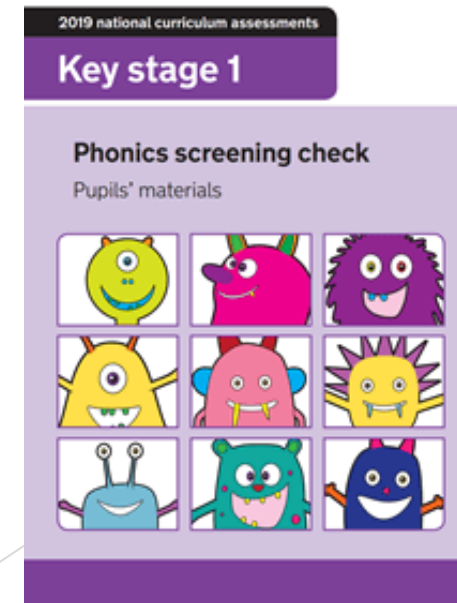 2019 national curriculum assessments
Key stage 1
Phonics screening check
Pupils' materials